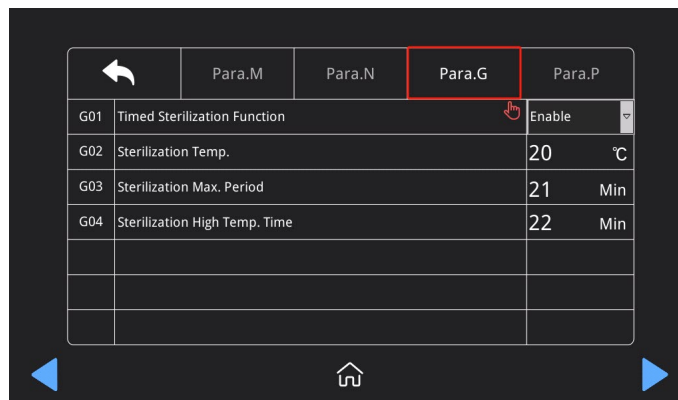 Para.M Para.N Para.G Para.P
G01 Timed Sterilization Function Enable
G02 Sterilization Temp. 20 ℃
G03 Sterilization Max. Period 21 Min
G04 Sterilization High Temp. Time 22 Min